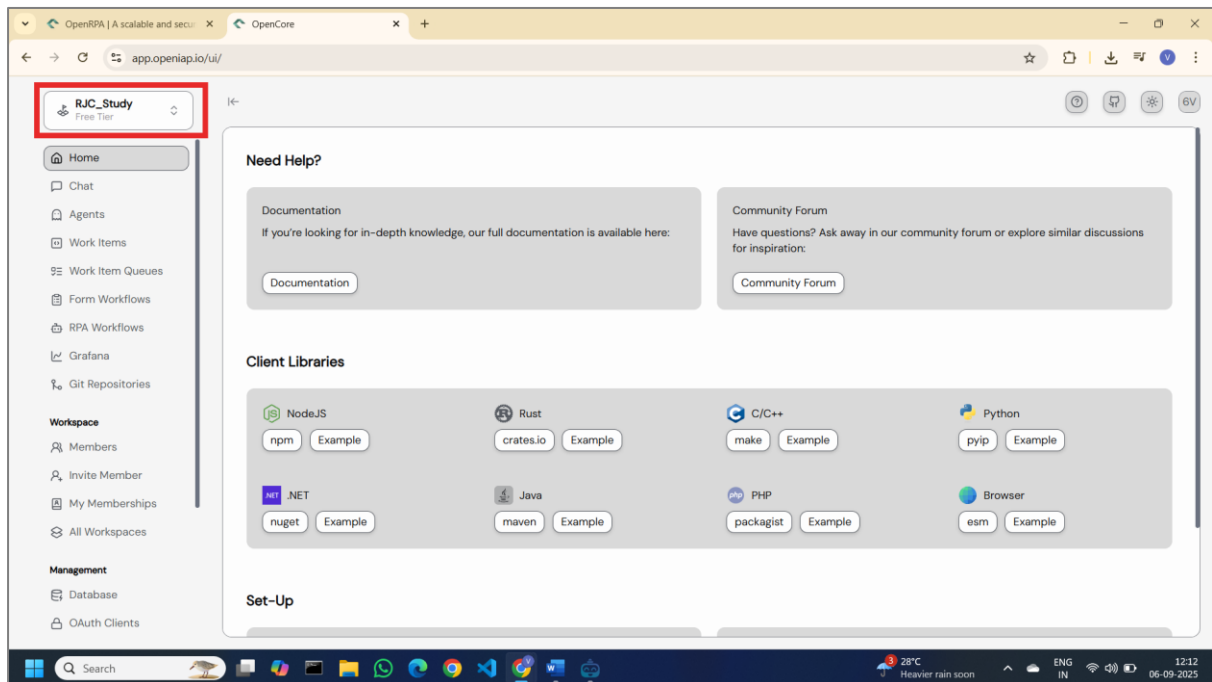 OpenRPA | A scalable and secur
OpenCore
app.openiap.io/ui/
V
RJC_Study
Free Tier
6V
Home
Chat
Agents
Work Items
Work Item Queues
Form Workflows
RPA Workflows
Grafana
Git Repositories
Workspace
Members
Invite Member
My Memberships
All Workspaces
Management
Database
OAuth Clients
Need Help?
Documentation
If you're looking for in-depth knowledge, our full documentation is available here:
Documentation
Community Forum
Have questions? Ask away in our community forum or explore similar discussions
for inspiration:
Community Forum
Client Libraries
JS NodeJS
npm Example
Rust
crates.io Example
C C/C++
make Example
Python
pyip Example
.NET .NET
nuget Example
Java
maven Example
php PHP
packagist Example
Browser
esm Example
Set-Up
Search
3
28°C
Heavier rain soon
ENG
IN
12:12
06-09-2025